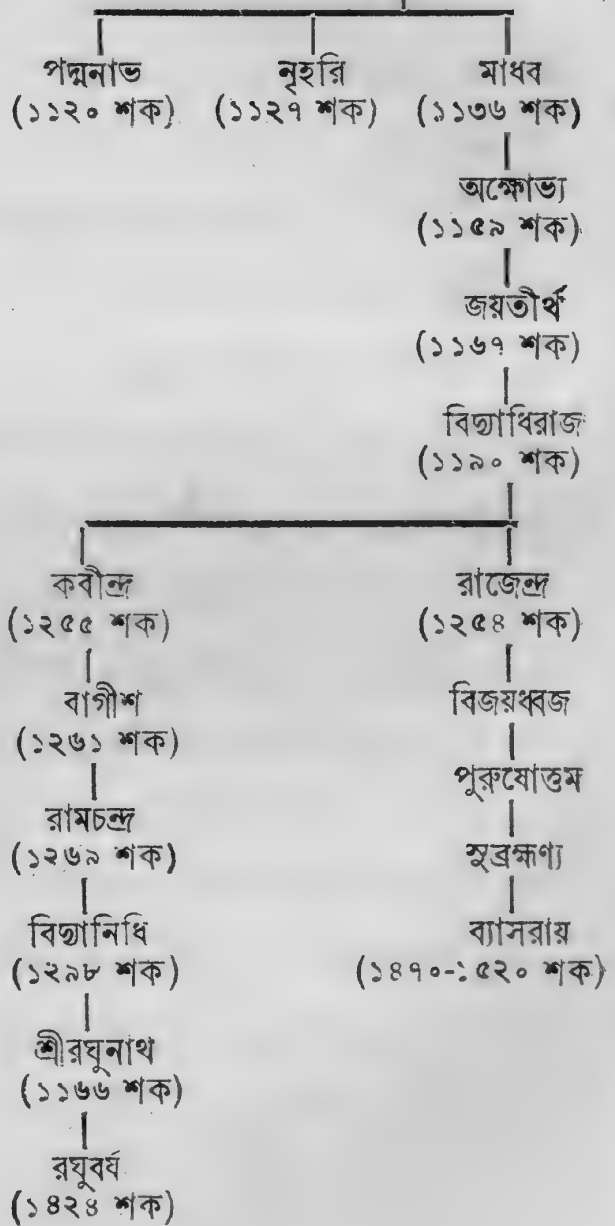 পদ্মনাভ নৃহরি মাধব
(১১২০ শক) (১১২৭ শক) (১১৩৬ শক)
অক্ষোভ্য
(১১৫৯ শক)
জয়তীর্থ
(১১৬৭ শক)
বিদ্যাধিরাজ
(১১৯০ শক)
কবীন্দ্র রাজেন্দ্র
(১২৫৫ শক) (১২৫৪ শক)
বাগীশ বিজয়ধ্বজ
(১২৬১ শক)
পুরুষোত্তম
রামচন্দ্র
(১২৬৯ শক) সুব্রহ্মণ্য
বিদ্যানিধি ব্যাসরায়
(১২৯৮ শক) (১৪৭০-১৫২০ শক)
শ্রীরঘুনাথ
(১১৬৬ শক)
রঘুবর্য
(১৪২৪ শক)